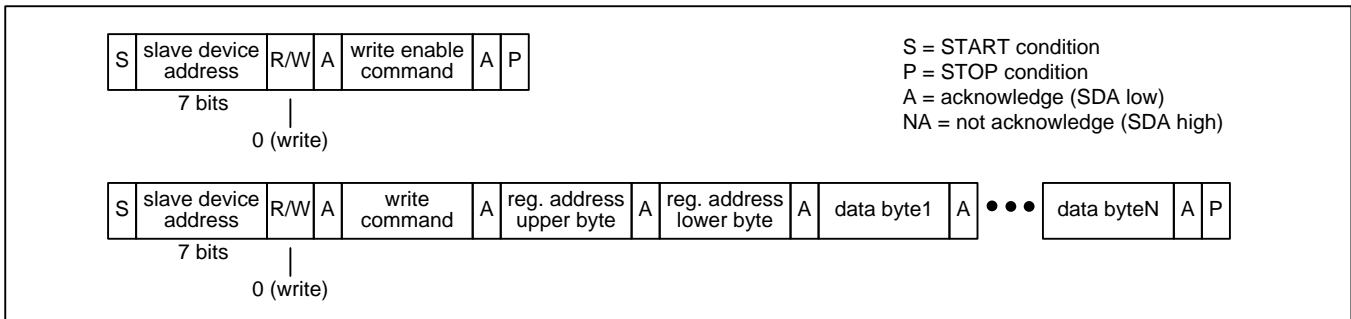 S slave device address R/W A write enable command A P
7 bits
0 (write)
S = START condition
P = STOP condition
A = acknowledge (SDA low)
NA = not acknowledge (SDA high)
S slave device address R/W A write command A reg. address upper byte A reg. address lower byte A data byte1 A ●●● data byteN A P
7 bits
0 (write)